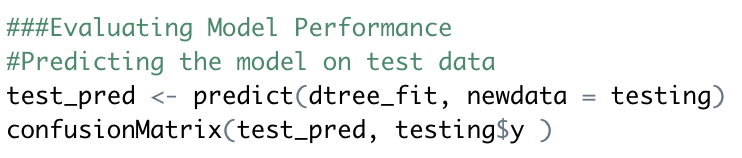 ###Evaluating Model Performance
#Predicting the model on test data
test_pred <- predict(dtree_fit, newdata = testing)
confusionMatrix(test_pred, testing$y )